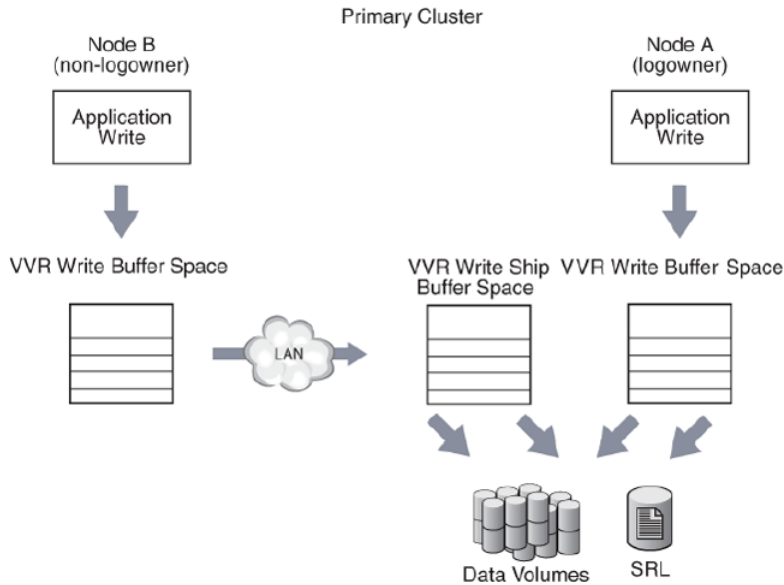 Primary Cluster
Node B
(non-logowner)
Node A
(logowner)
Application
Write
Application
Write
VVR Write Buffer Space
VVR Write Ship
Buffer Space
VVR Write Buffer Space
LAN
Data Volumes
SRL